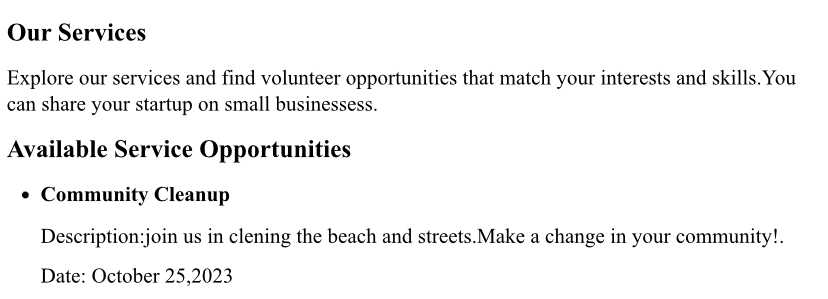 Our Services
Explore our services and find volunteer opportunities that match your interests and skills.You
can share your startup on small businessess.
Available Service Opportunities
• Community Cleanup
Description:join us in clening the beach and streets.Make a change in your community!.
Date: October 25,2023